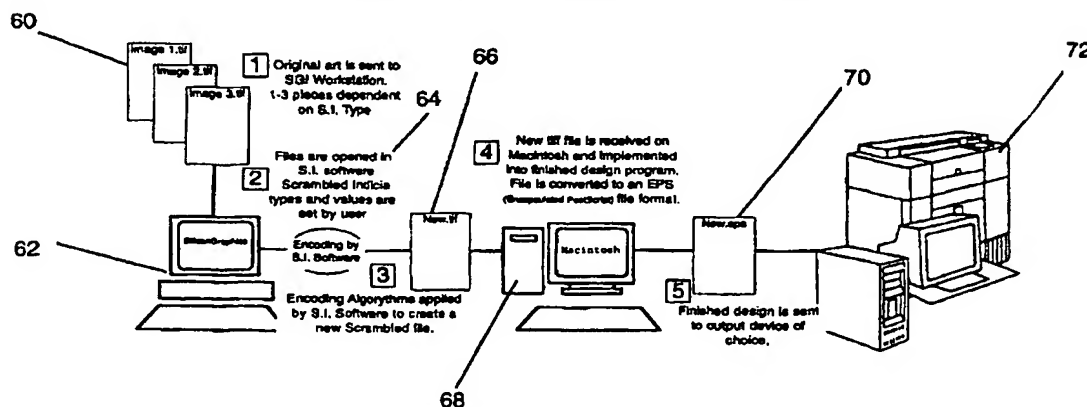 60
Image 1.tif
Image 2.tif
Image 3.tif
1
Original art is sent to
SGI Workstation.
1-3 pieces dependent
on S.I. Type
64
2
Files are opened in
S.I. software
Scrambled Indicia
types and values are
set by user
62
SiliconGraphics
Encoding by
S.I. Software
3
Encoding Algorythms applied
by S.I. Software to create a
new Scrambled file.
66
New.tif
4
New tiff file is received on
Macintosh and implemented
into finished design program.
File is converted to an EPS
(Encapsulated PostScript) file format.
68
Macintosh
70
New.eps
5
Finished design is sent
to output device of
choice.
72